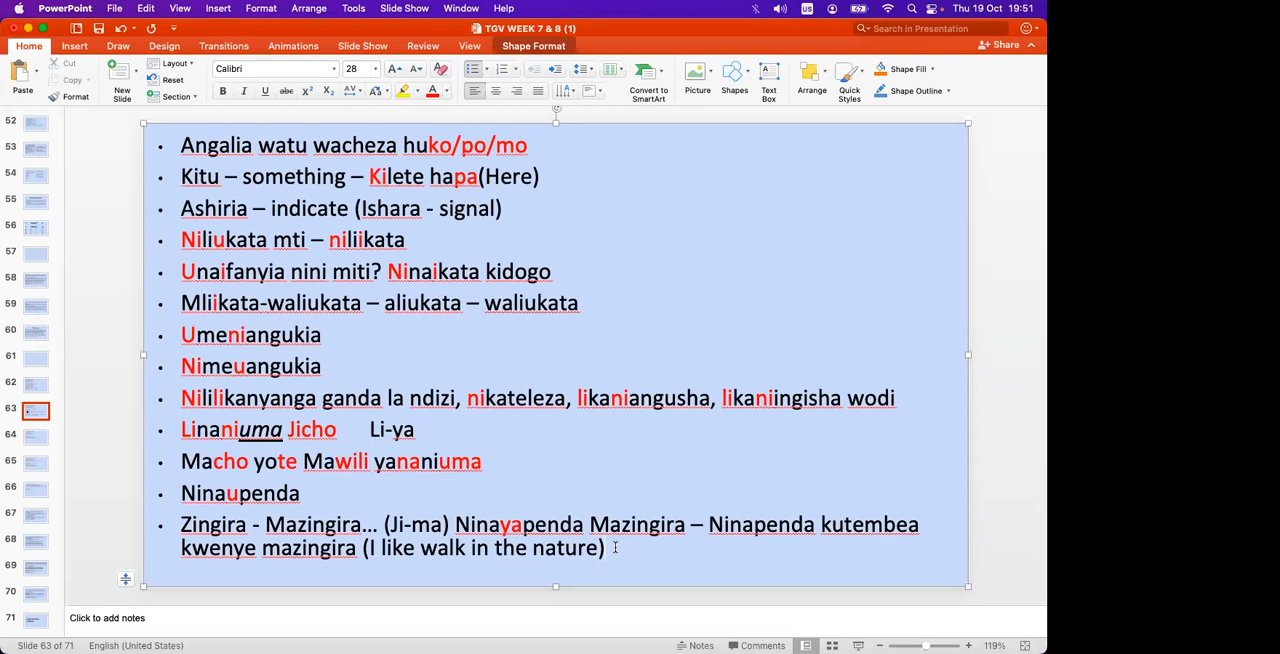 PowerPoint File Edit View Insert Format Arrange Tools Slide Show Window Help US Thu 19 Oct 19:51
TGV WEEK 7 & 8 (1) Search in Presentation
Home Insert Draw Design Transitions Animations Slide Show Review View Shape Format Share
Paste Cut Copy Format New Slide Layout Reset Section Calibri 28 Convert to SmartArt Picture Shapes Text Box Arrange Quick Styles Shape Fill Shape Outline
B I U abc X² X₂ AV Aa A
52
53
54
55
56
57
58
59
60
61
62
63
64
65
66
67
68
69
70
71
• Angalia watu wacheza huko/po/mo
• Kitu – something – Kilete hapa(Here)
• Ashiria – indicate (Ishara - signal)
• Niliukata mti – niliikata
• Unaifanyia nini miti? Ninaikata kidogo
• Mliikata-waliukata – aliukata – waliukata
• Umeniangukia
• Nimeuangukia
• Nililikanyanga ganda la ndizi, nikateleza, likaniangusha, likaniingisha wodi
• Linaniuma Jicho Li-ya
• Macho yote Mawili yananiuma
• Ninaupenda
• Zingira - Mazingira... (Ji-ma) Ninayapenda Mazingira – Ninapenda kutembea
kwenye mazingira (I like walk in the nature)
Click to add notes
Slide 63 of 71 English (United States) Notes Comments 119%